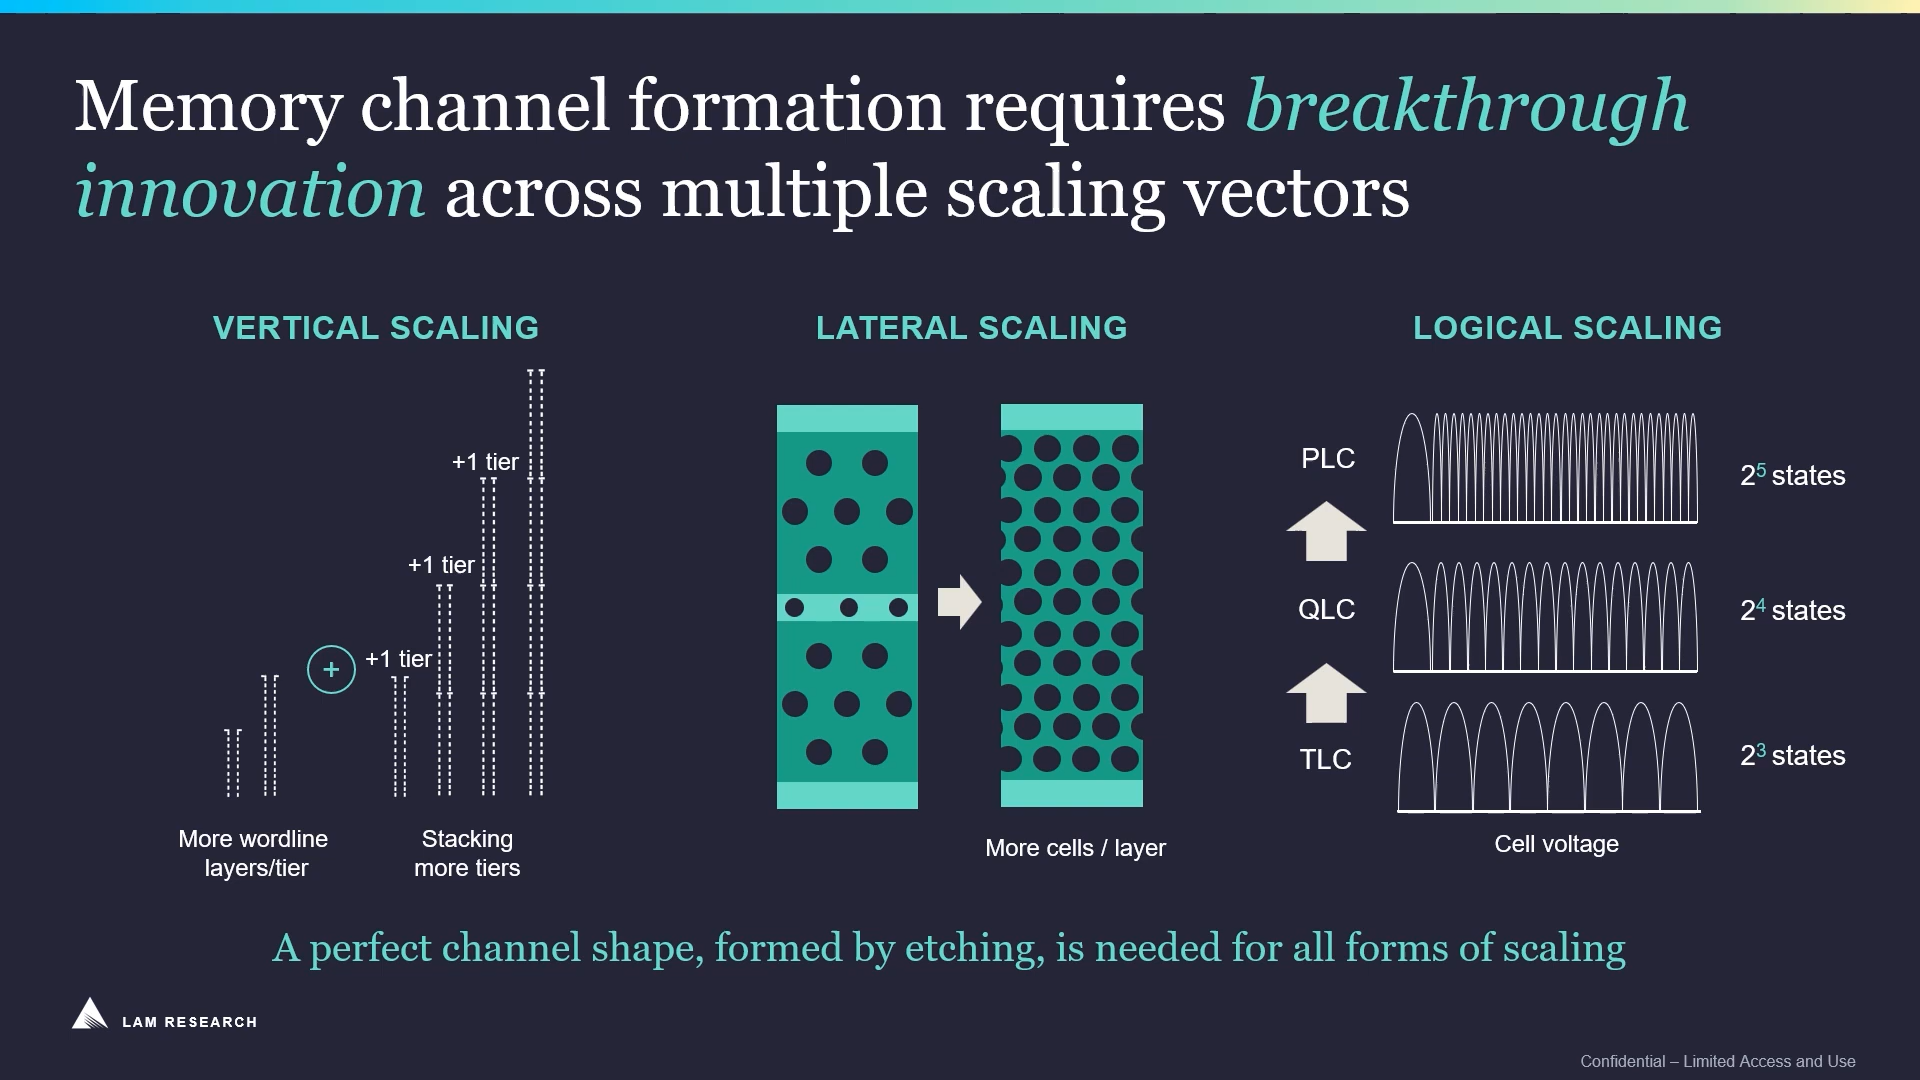 Memory channel formation requires breakthrough
innovation across multiple scaling vectors
VERTICAL SCALING
+1 tier
+1 tier
+ +1 tier
More wordline
layers/tier
Stacking
more tiers
LATERAL SCALING
More cells / layer
LOGICAL SCALING
PLC
2⁵ states
QLC
2⁴ states
TLC
2³ states
Cell voltage
A perfect channel shape, formed by etching, is needed for all forms of scaling
LAM RESEARCH
Confidential – Limited Access and Use